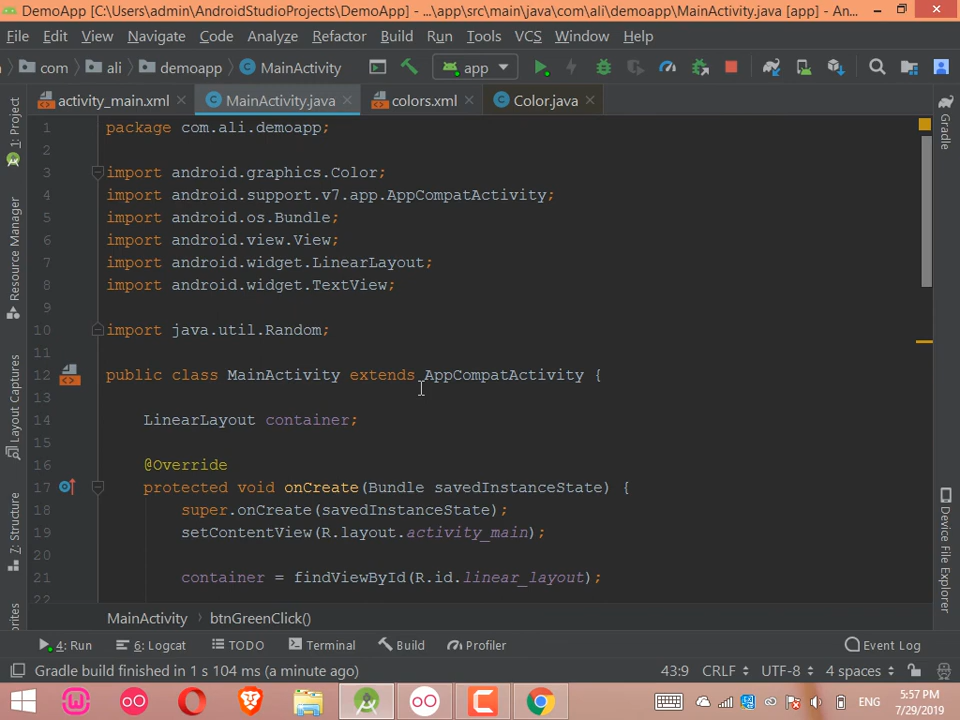 DemoApp [C:\Users\admin\AndroidStudioProjects\DemoApp] - ...\app\src\main\java\com\ali\demoapp\MainActivity.java [app] - An...
File Edit View Navigate Code Analyze Refactor Build Run Tools VCS Window Help
com ali demoapp MainActivity app
activity_main.xml MainActivity.java colors.xml Color.java
1 package com.ali.demoapp;
2
3 import android.graphics.Color;
4 import android.support.v7.app.AppCompatActivity;
5 import android.os.Bundle;
6 import android.view.View;
7 import android.widget.LinearLayout;
8 import android.widget.TextView;
9
10 import java.util.Random;
11
12 public class MainActivity extends AppCompatActivity {
13
14 LinearLayout container;
15
16 @Override
17 protected void onCreate(Bundle savedInstanceState) {
18 super.onCreate(savedInstanceState);
19 setContentView(R.layout.activity_main);
20
21 container = findViewById(R.id.linear_layout);
22
1: Project
Resource Manager
Layout Captures
7: Structure
Gradle
Device File Explorer
MainActivity btnGreenClick()
4: Run 6: Logcat TODO Terminal Build Profiler Event Log
Gradle build finished in 1 s 104 ms (a minute ago) 43:9 CRLF UTF-8 4 spaces
ENG
5:57 PM
7/29/2019